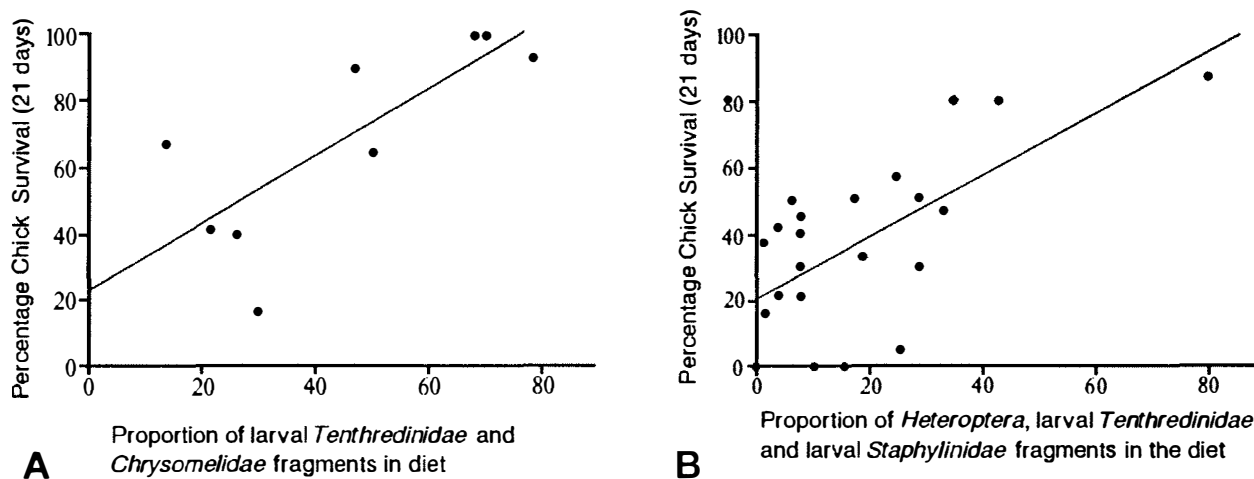 Percentage Chick Survival (21 days)
100
80
60
40
20
0
0 20 40 60 80
Proportion of larval Tenthredinidae and
Chrysomelidae fragments in diet
A
Percentage Chick Survival (21 days)
100
80
60
40
20
0
0 20 40 60 80
Proportion of Heteroptera, larval Tenthredinidae
and larval Staphylinidae fragments in the diet
B